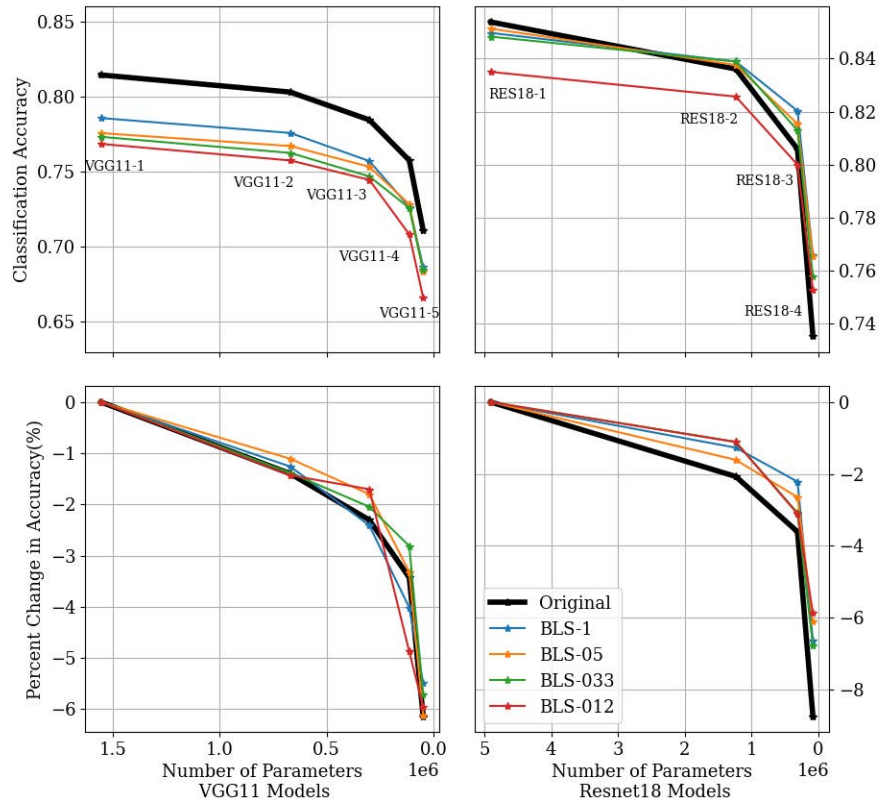 0.85
0.80
0.75
0.70
0.65
Classification Accuracy
VGG11-1
VGG11-2
VGG11-3
VGG11-4
VGG11-5
0.84
0.82
0.80
0.78
0.76
0.74
RES18-1
RES18-2
RES18-3
RES18-4
0
−1
−2
−3
−4
−5
−6
Percent Change in Accuracy(%)
1.5 1.0 0.5 0.0
Number of Parameters 1e6
VGG11 Models
0
−2
−4
−6
−8
Original
BLS-1
BLS-05
BLS-033
BLS-012
5 4 3 2 1 0
Number of Parameters 1e6
Resnet18 Models